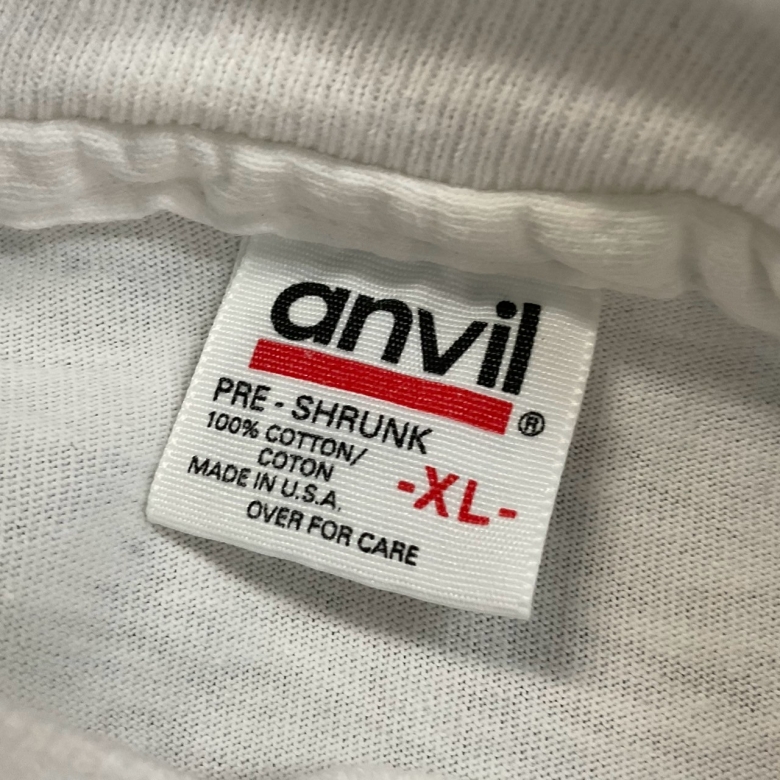 anvil
®
PRE - SHRUNK
100% COTTON/
COTON
MADE IN U.S.A.
-XL-
OVER FOR CARE